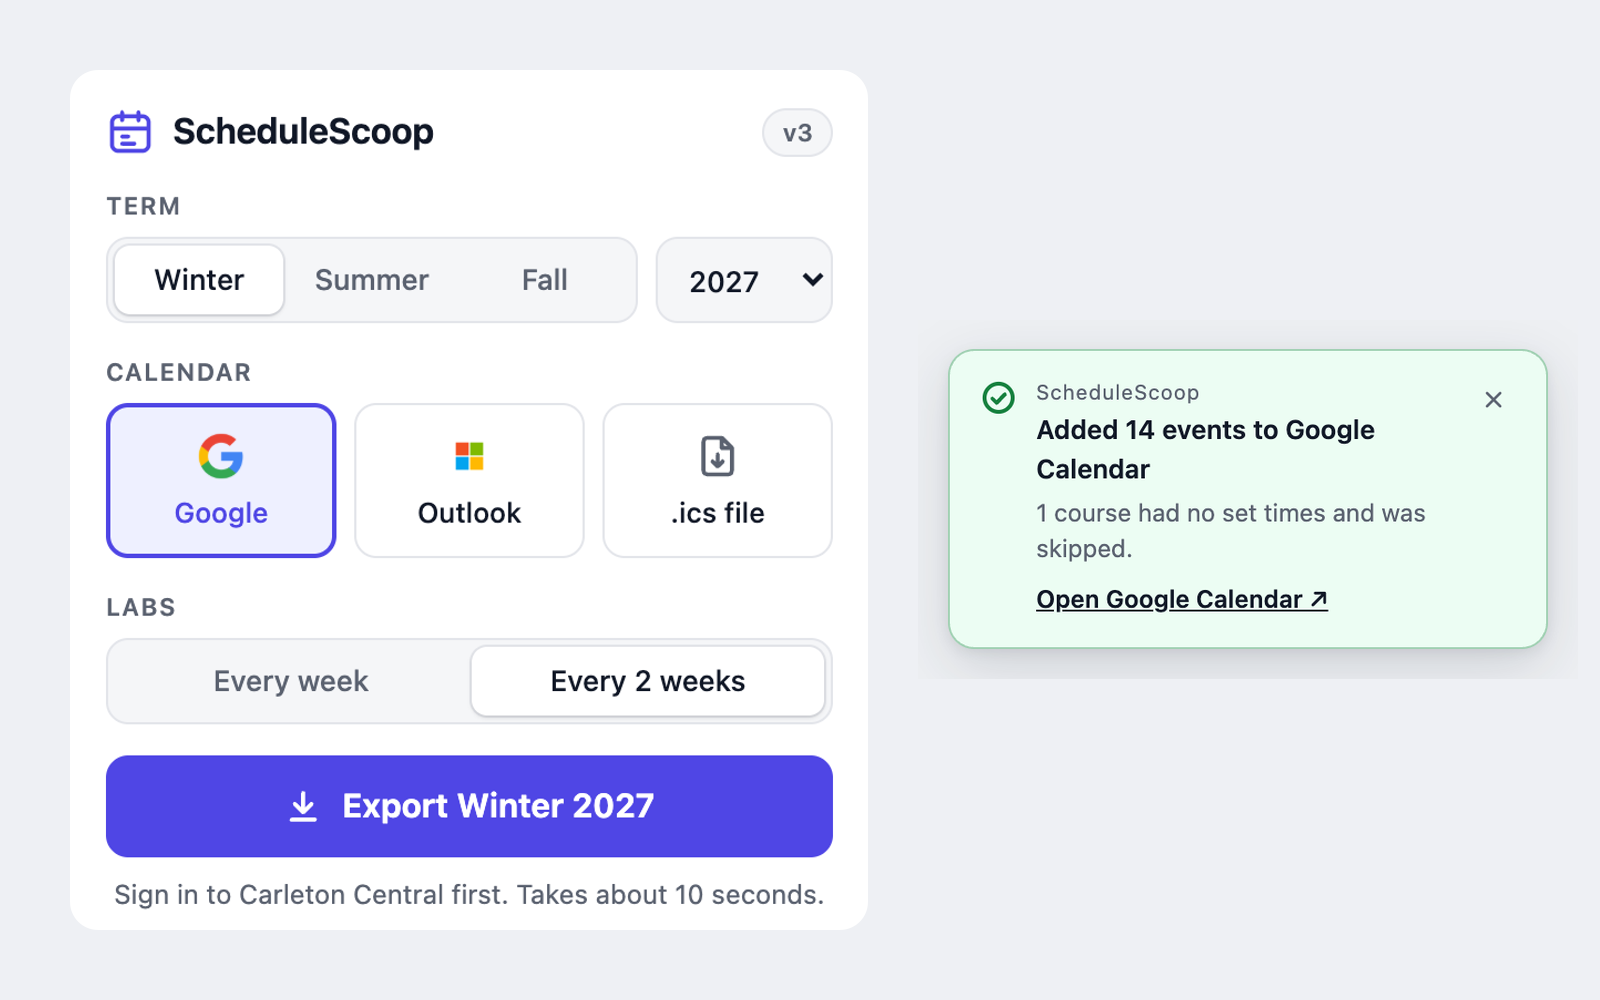 ScheduleScoop
v3
TERM
Winter
Summer
Fall
2027
CALENDAR
Google
Outlook
.ics file
LABS
Every week
Every 2 weeks
Export Winter 2027
Sign in to Carleton Central first. Takes about 10 seconds.
ScheduleScoop
Added 14 events to Google
Calendar
1 course had no set times and was
skipped.
Open Google Calendar ↗